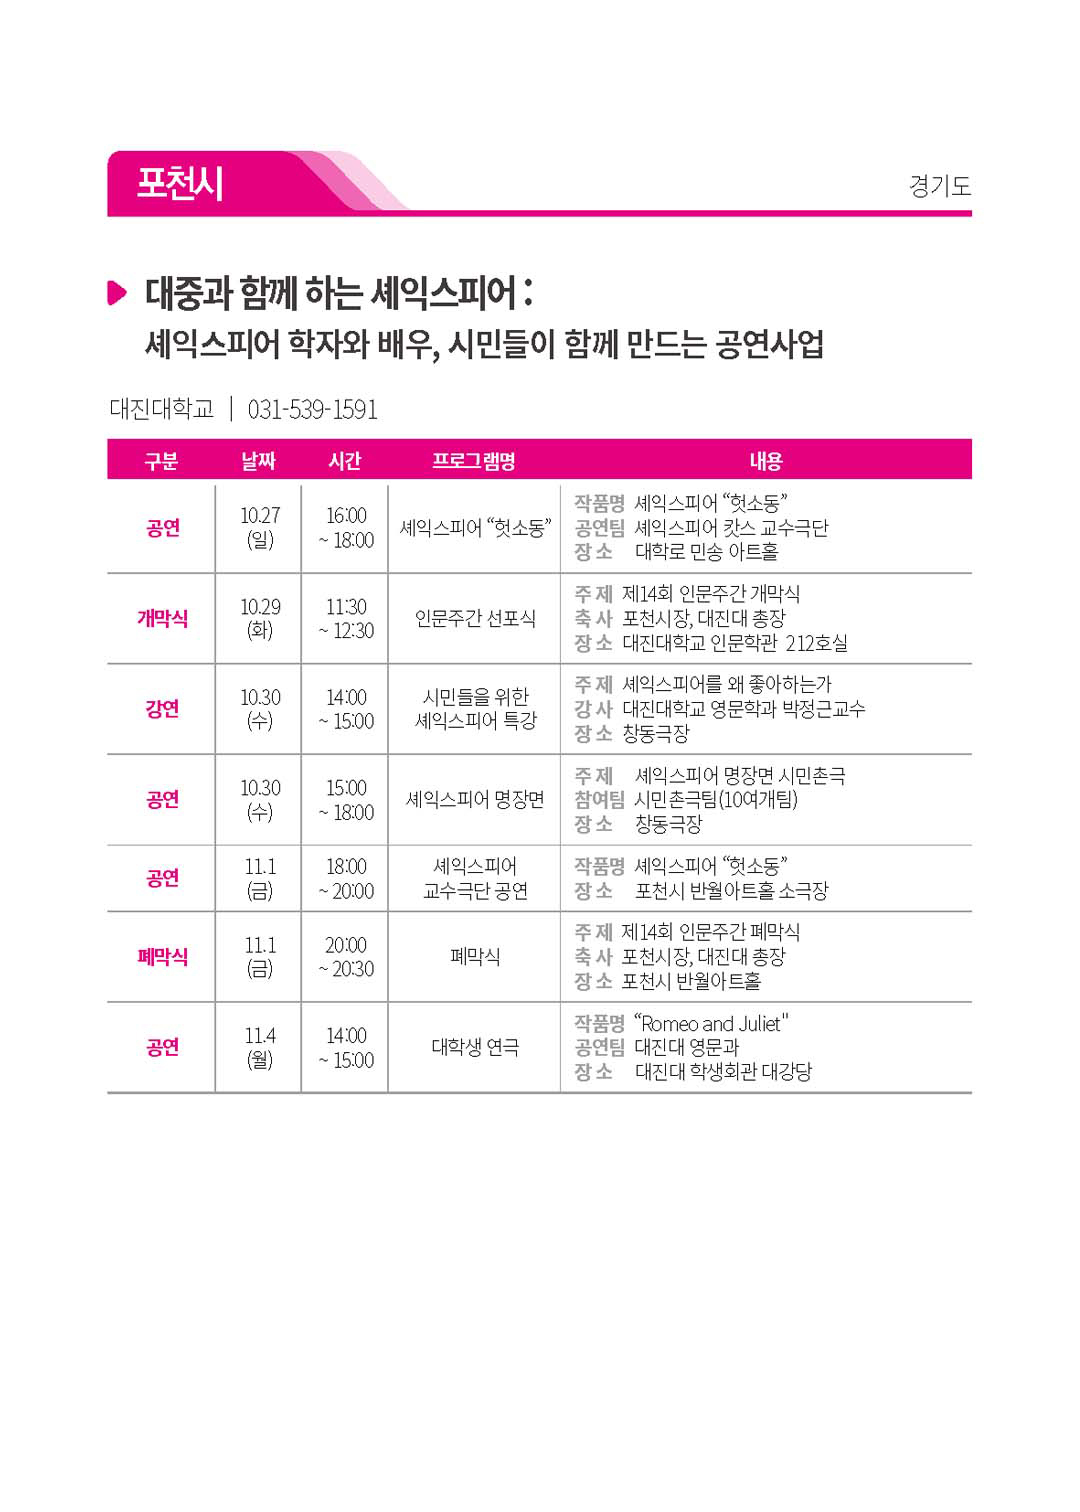 포천시
경기도
대중과 함께 하는 셰익스피어 :
셰익스피어 학자와 배우, 시민들이 함께 만드는 공연사업
대진대학교 | 031-539-1591
구분 날짜 시간 프로그램명 내용
공연
10.27
(일)
16:00
~ 18:00
셰익스피어 “헛소동”
작품명 셰익스피어 “헛소동”
공연팀 셰익스피어 캇스 교수극단
장 소 대학로 민송 아트홀
개막식
10.29
(화)
11:30
~ 12:30
인문주간 선포식
주 제 제14회 인문주간 개막식
축 사 포천시장, 대진대 총장
장 소 대진대학교 인문학관 212호실
강연
10.30
(수)
14:00
~ 15:00
시민들을 위한
셰익스피어 특강
주 제 셰익스피어를 왜 좋아하는가
강 사 대진대학교 영문학과 박정근교수
장 소 창동극장
공연
10.30
(수)
15:00
~ 18:00
셰익스피어 명장면
주 제 셰익스피어 명장면 시민촌극
참여팀 시민촌극팀(10여개팀)
장 소 창동극장
공연
11.1
(금)
18:00
~ 20:00
셰익스피어
교수극단 공연
작품명 셰익스피어 “헛소동”
장 소 포천시 반월아트홀 소극장
폐막식
11.1
(금)
20:00
~ 20:30
폐막식
주 제 제14회 인문주간 폐막식
축 사 포천시장, 대진대 총장
장 소 포천시 반월아트홀
공연
11.4
(월)
14:00
~ 15:00
대학생 연극
작품명 “Romeo and Juliet"
공연팀 대진대 영문과
장 소 대진대 학생회관 대강당